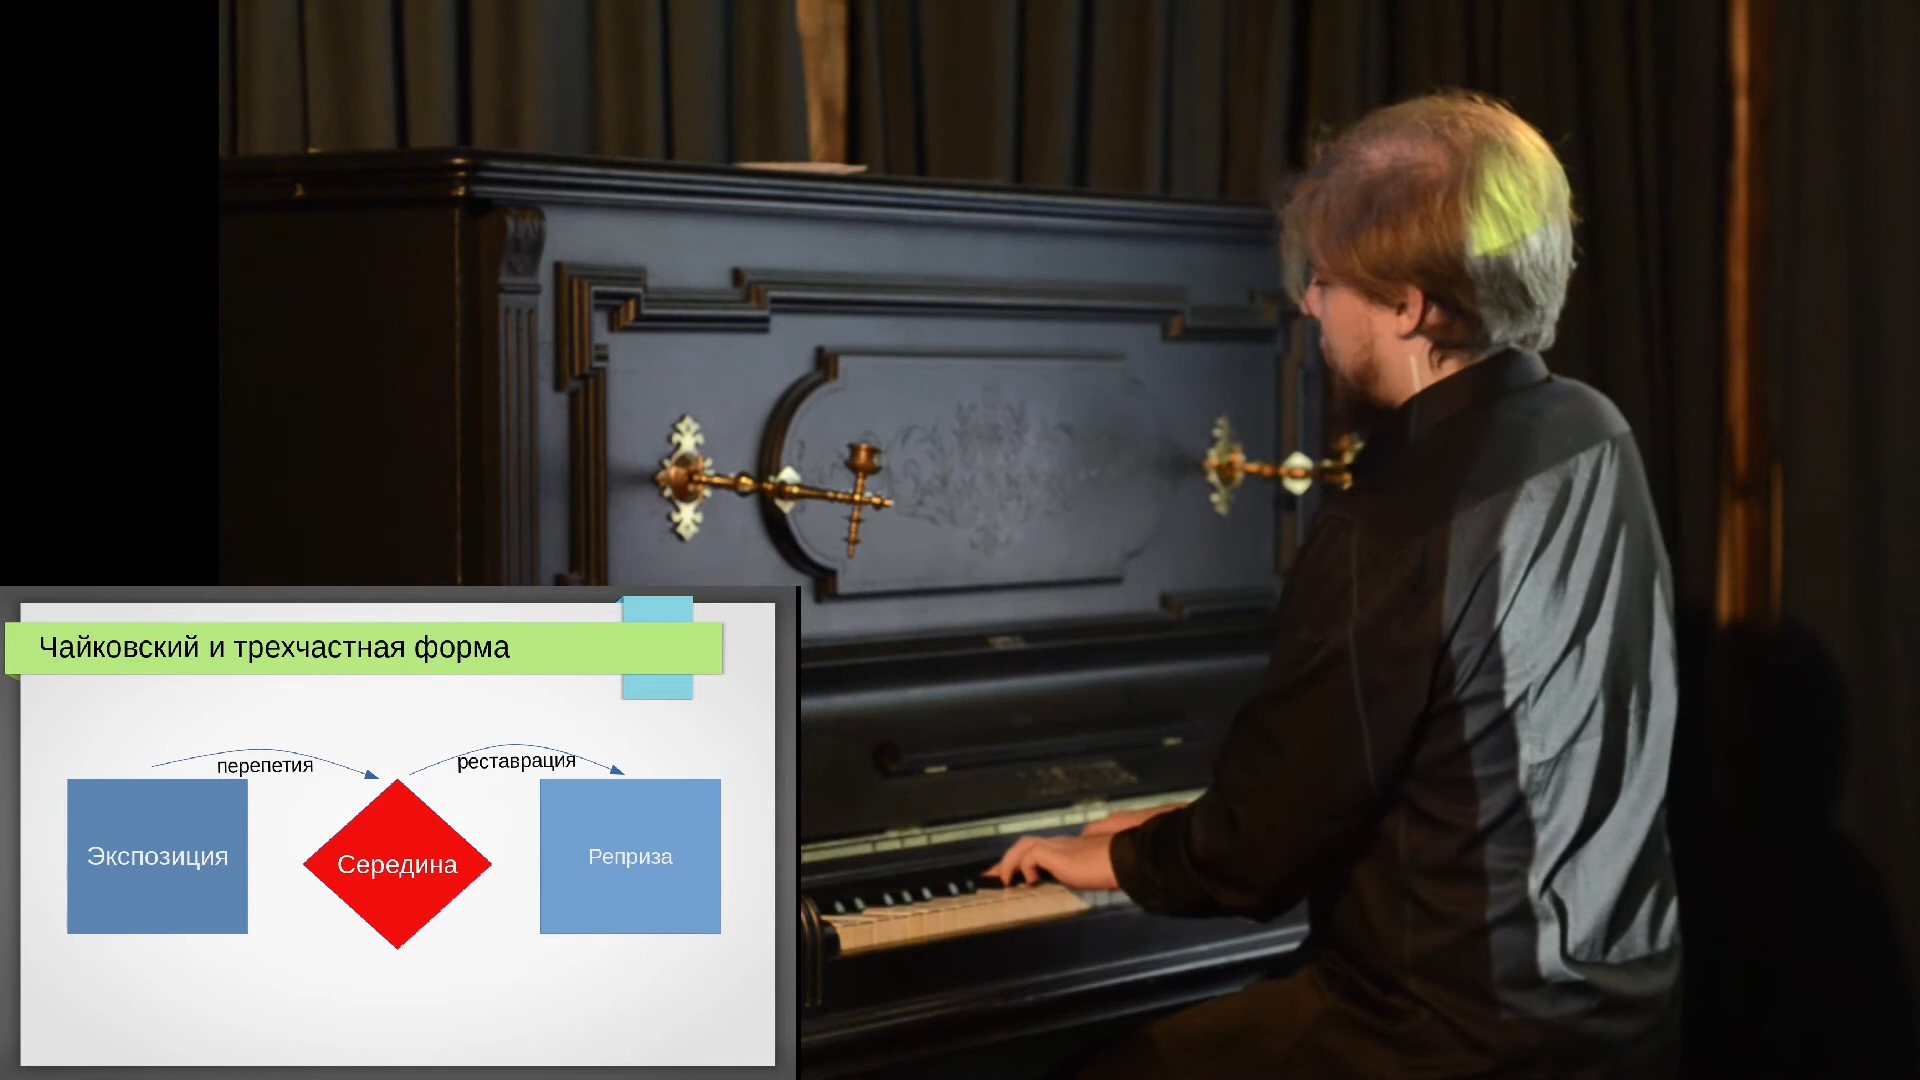 Чайковский и трехчастная форма
перепетия
реставрация
Экспозиция
Середина
Реприза